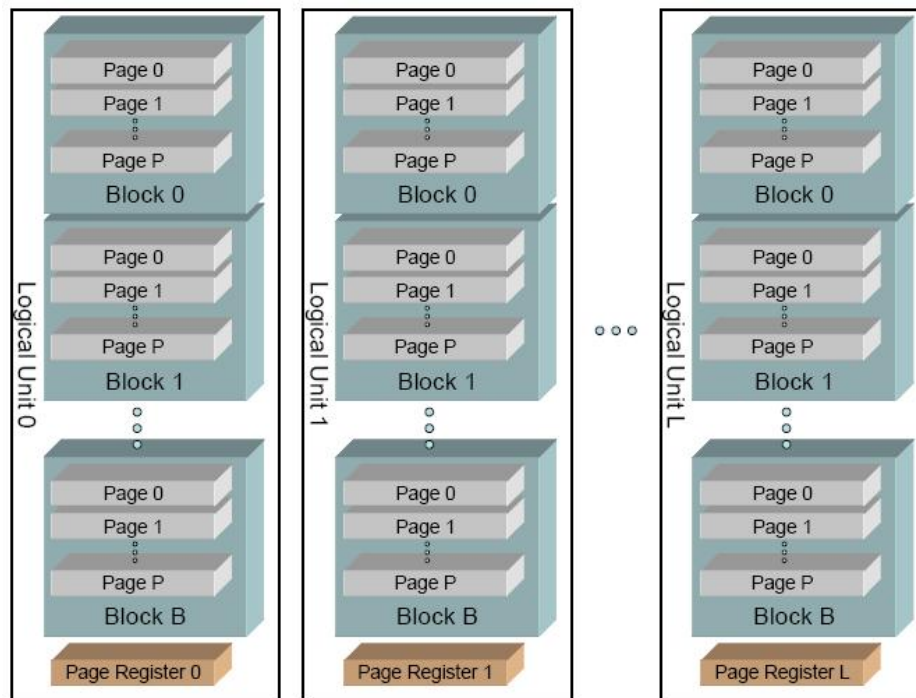 Logical Unit 0
Page 0
Page 1
Page P
Block 0
Page 0
Page 1
Page P
Block 1
Page 0
Page 1
Page P
Block B
Page Register 0
Logical Unit 1
Page 0
Page 1
Page P
Block 0
Page 0
Page 1
Page P
Block 1
Page 0
Page 1
Page P
Block B
Page Register 1
Logical Unit L
Page 0
Page 1
Page P
Block 0
Page 0
Page 1
Page P
Block 1
Page 0
Page 1
Page P
Block B
Page Register L